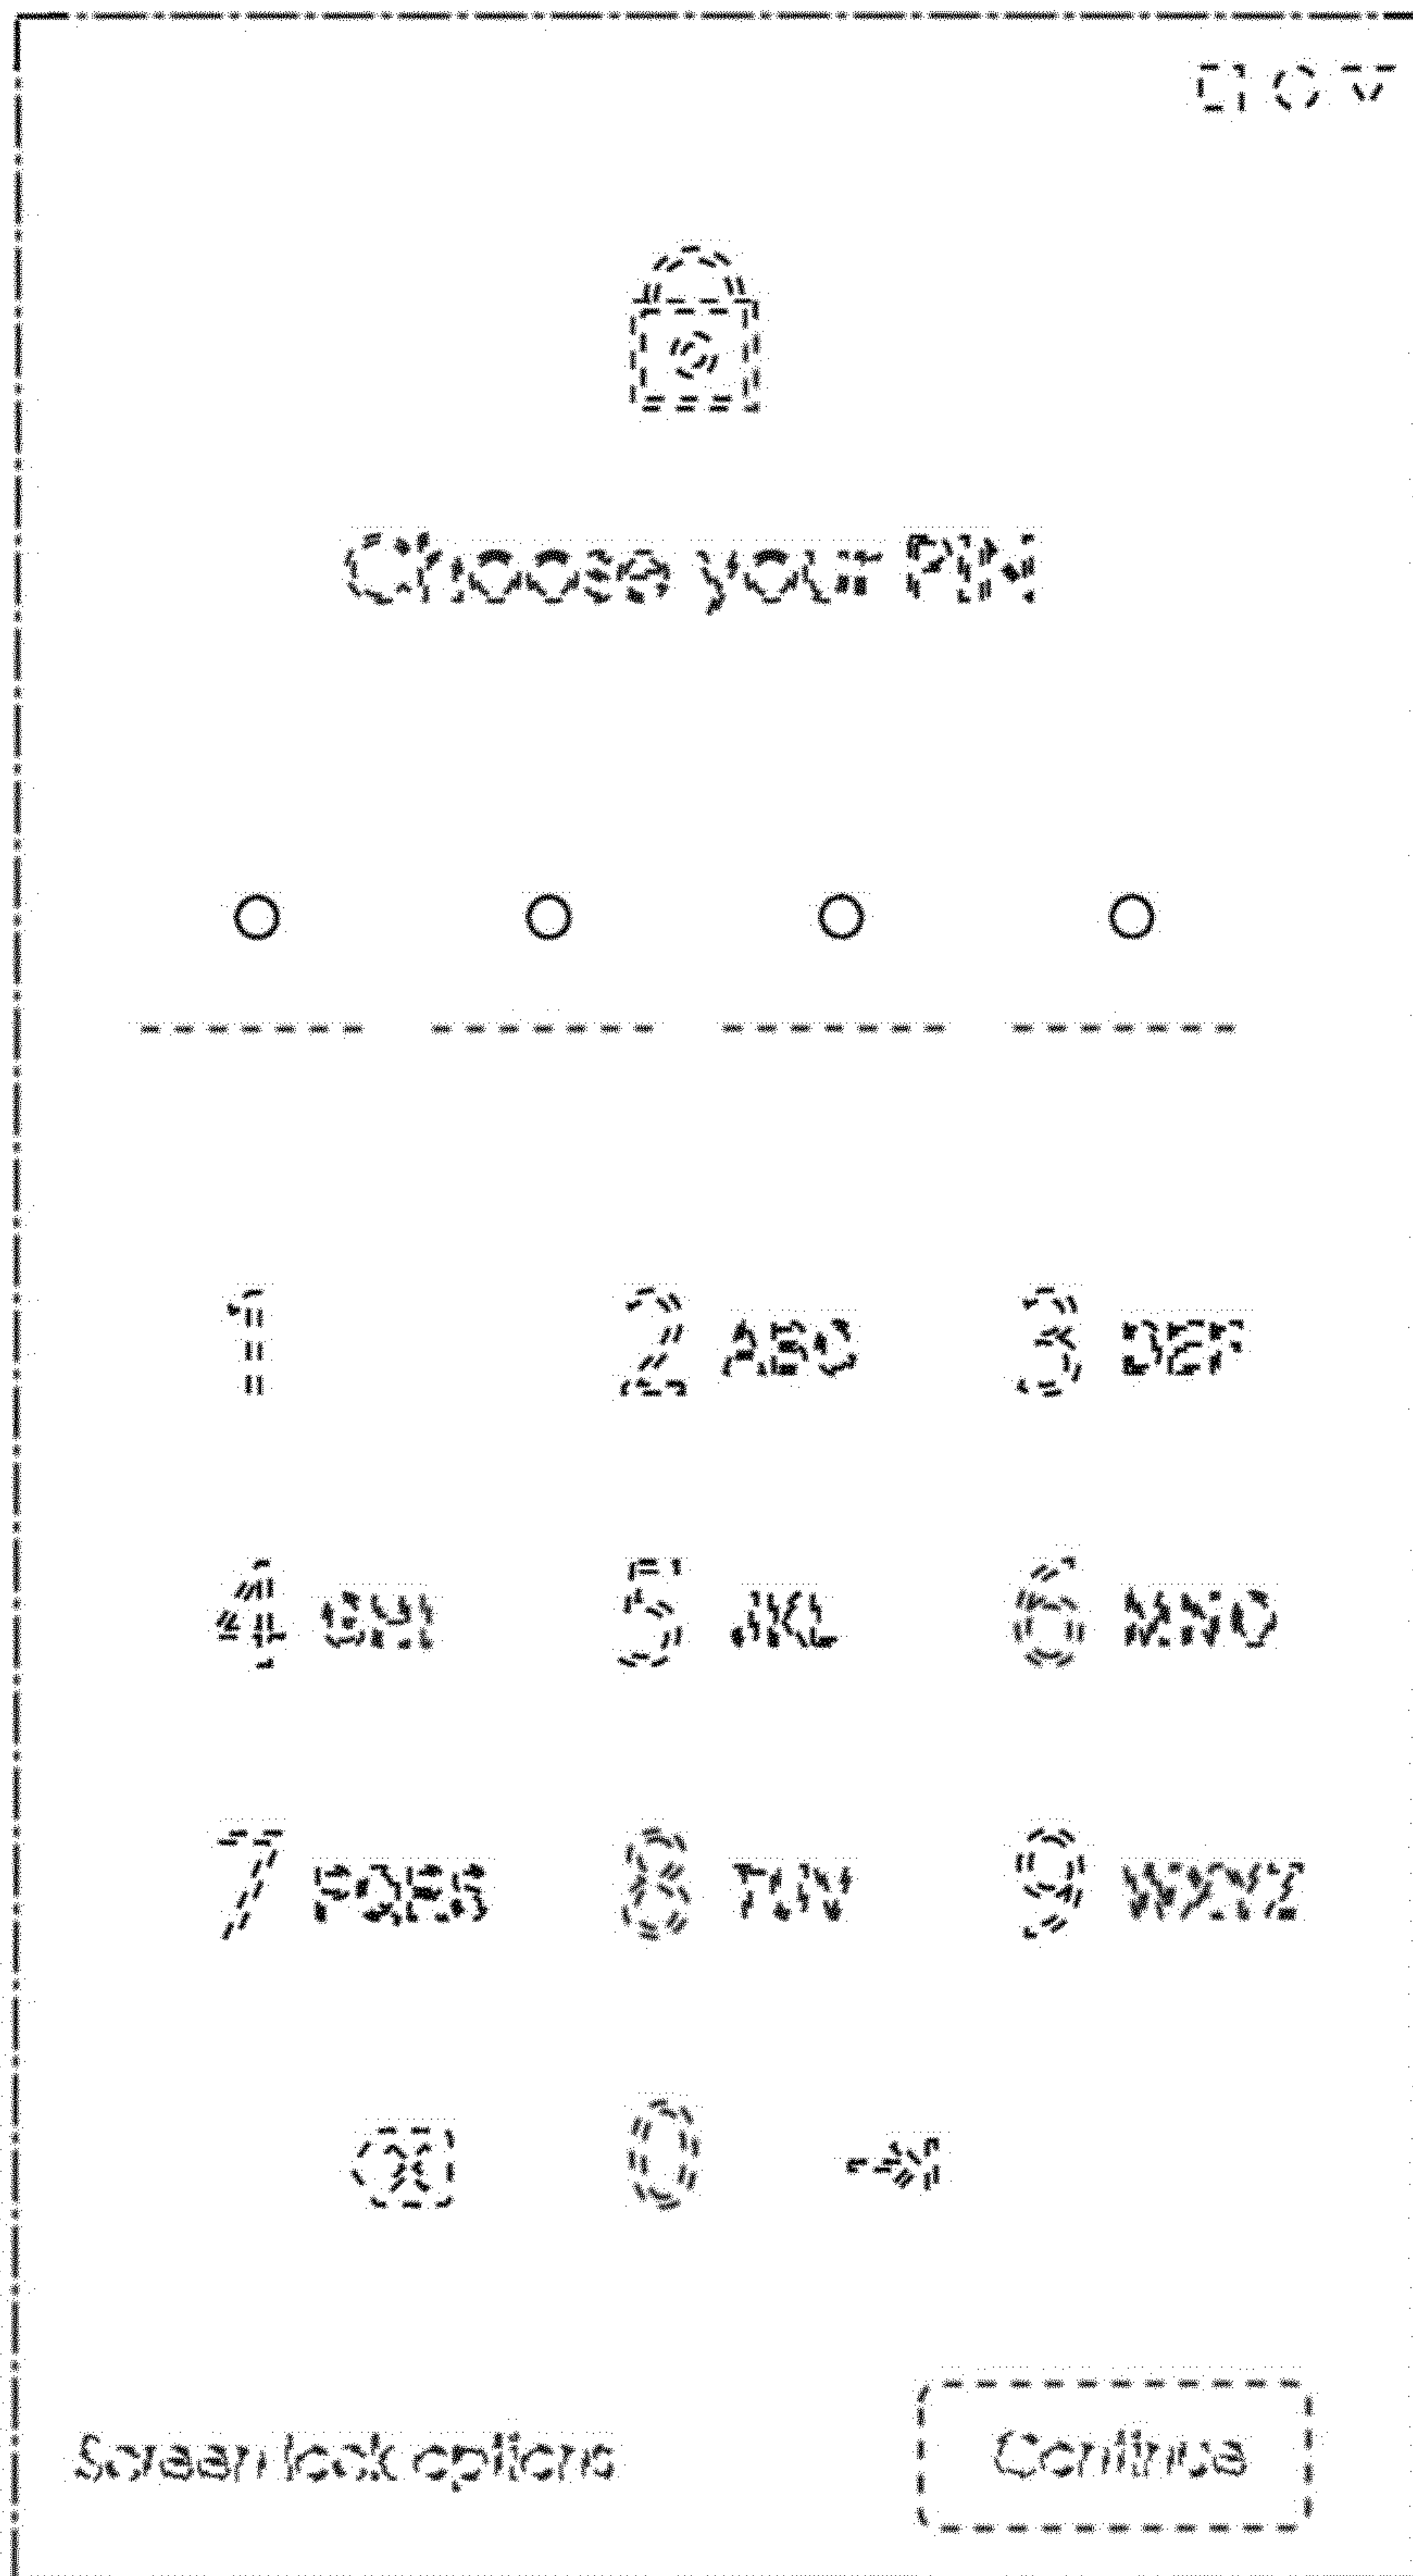 Choose your PIN
1 2 ABC 3 DEF
4 GHI 5 JKL 6 MNO
7 PQRS 8 TUV 9 WXYZ
0
Screen lock options Continue